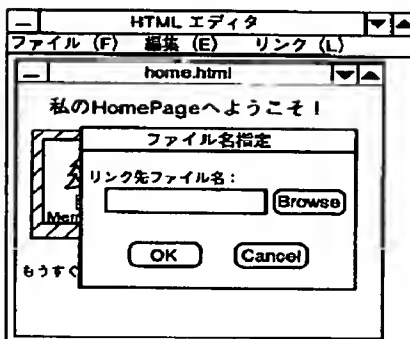 HTML エディタ
ファイル (F) 編集 (E) リンク (L)
home.html
私のHomePageへようこそ！
ファイル名指定
リンク先ファイル名：
Browse
Mem
OK Cancel
もうすぐ